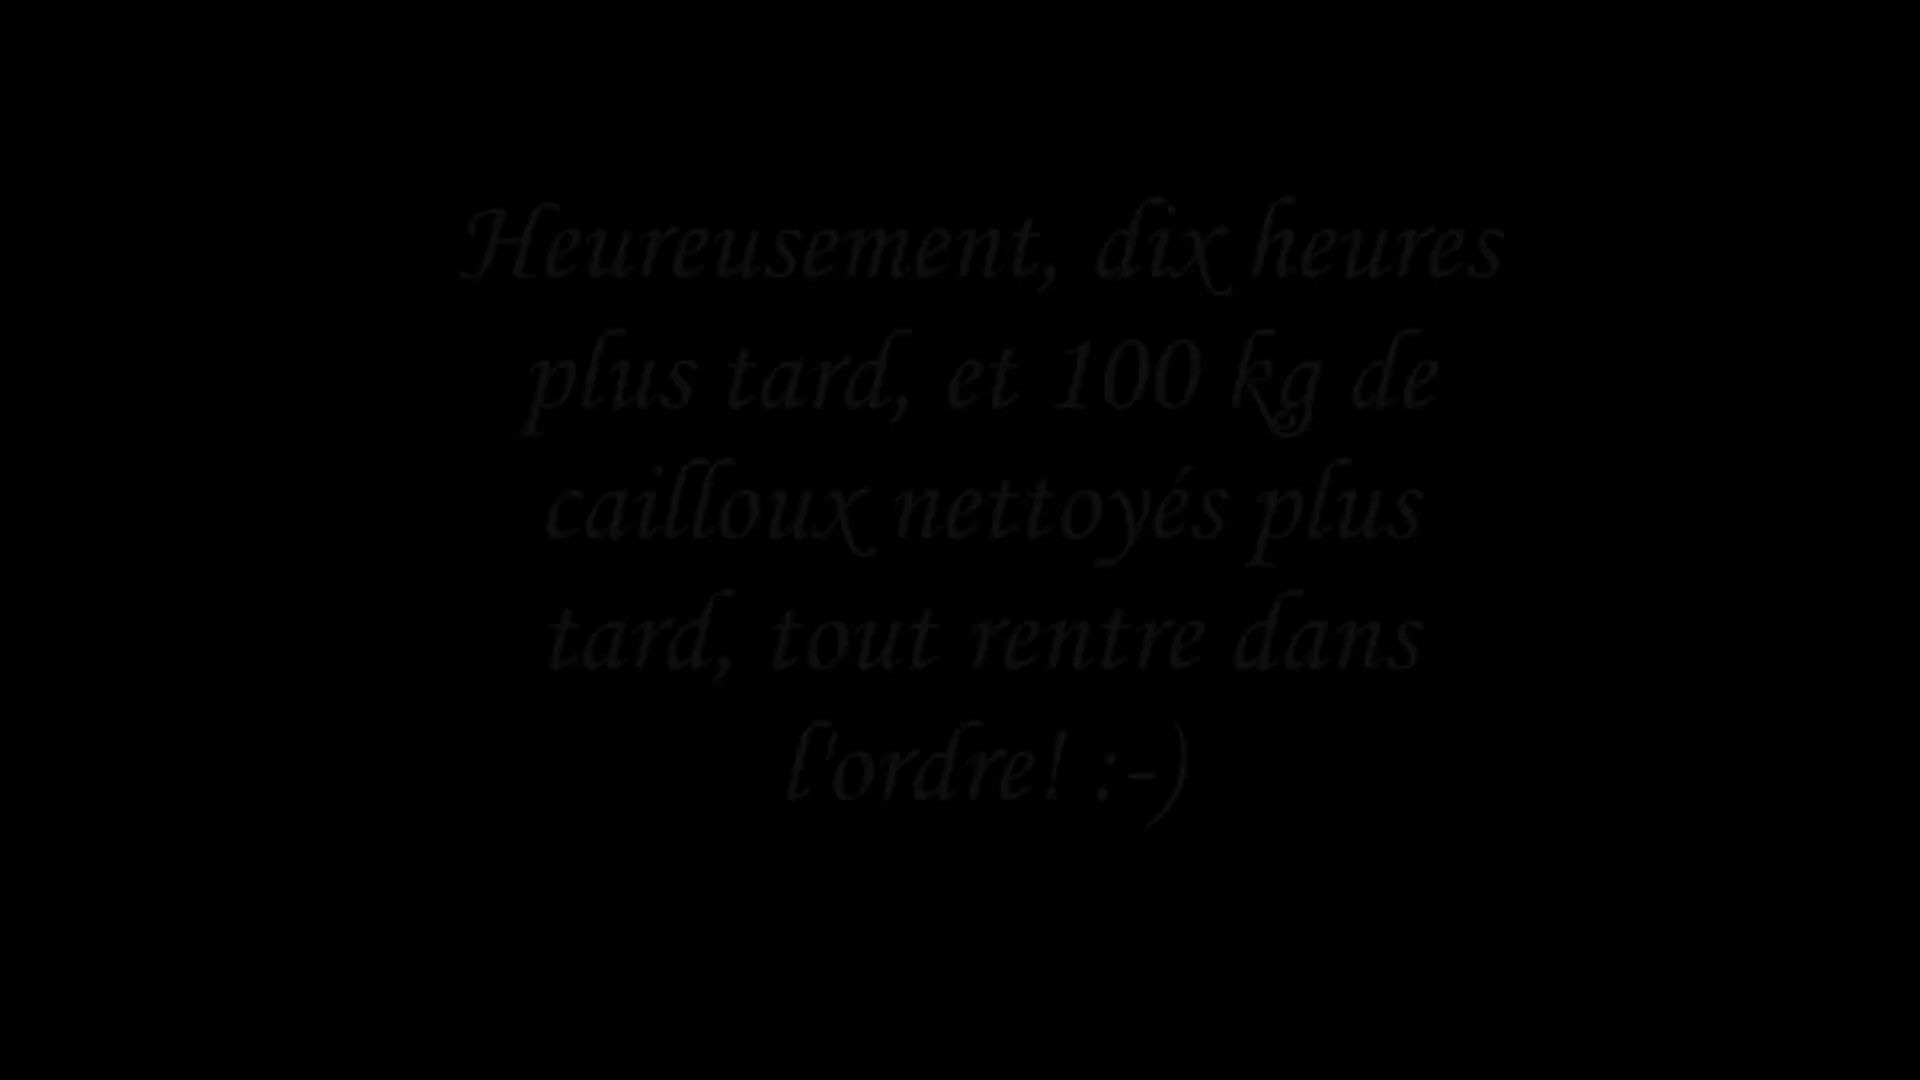 Heureusement, dix heures
plus tard, et 100 kg de
cailloux nettoyés plus
tard, tout rentre dans
l'ordre! :-)